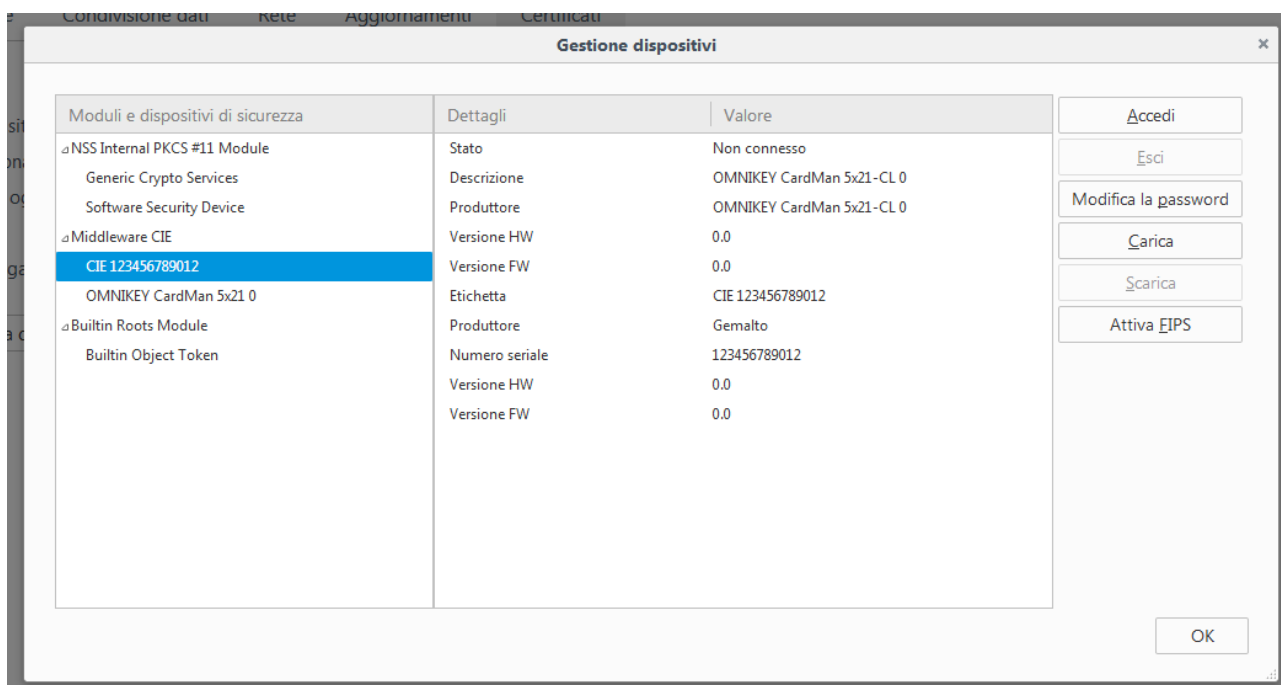 Condivisione dati Rete Aggiornamenti Certificati
Gestione dispositivi
Moduli e dispositivi di sicurezza Dettagli Valore
NSS Internal PKCS #11 Module
Generic Crypto Services
Software Security Device
Middleware CIE
CIE 123456789012
OMNIKEY CardMan 5x21 0
Builtin Roots Module
Builtin Object Token
Stato Non connesso
Descrizione OMNIKEY CardMan 5x21-CL 0
Produttore OMNIKEY CardMan 5x21-CL 0
Versione HW 0.0
Versione FW 0.0
Etichetta CIE 123456789012
Produttore Gemalto
Numero seriale 123456789012
Versione HW 0.0
Versione FW 0.0
Accedi
Esci
Modifica la password
Carica
Scarica
Attiva FIPS
OK